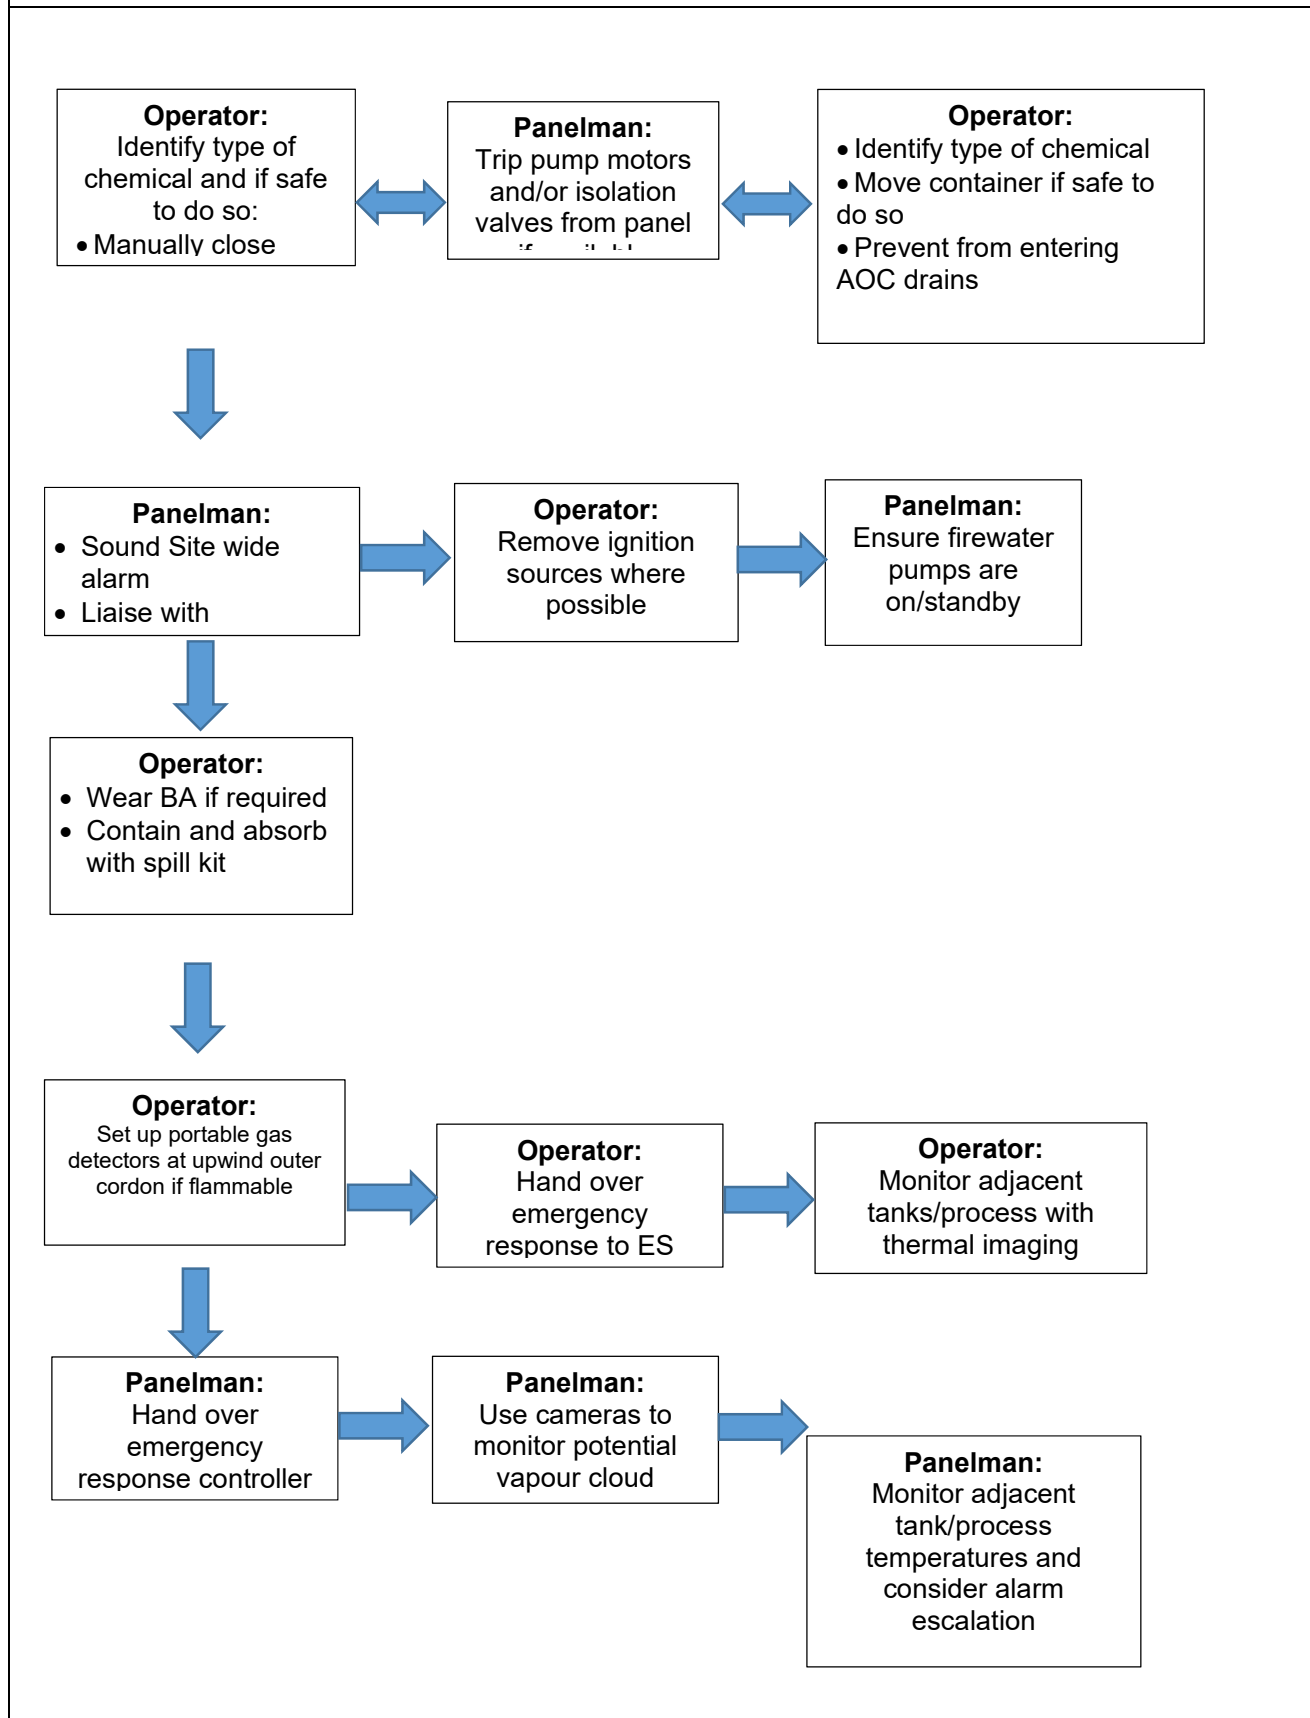 Operator:
Identify type of
chemical and if safe
to do so:
• Manually close
Panelman:
Trip pump motors
and/or isolation
valves from panel
Operator:
• Identify type of chemical
• Move container if safe to
do so
• Prevent from entering
AOC drains
Panelman:
• Sound Site wide
alarm
• Liaise with
Operator:
Remove ignition
sources where
possible
Panelman:
Ensure firewater
pumps are
on/standby
Operator:
• Wear BA if required
• Contain and absorb
with spill kit
Operator:
Set up portable gas
detectors at upwind outer
cordon if flammable
Operator:
Hand over
emergency
response to ES
Operator:
Monitor adjacent
tanks/process with
thermal imaging
Panelman:
Hand over
emergency
response controller
Panelman:
Use cameras to
monitor potential
vapour cloud
Panelman:
Monitor adjacent
tank/process
temperatures and
consider alarm
escalation